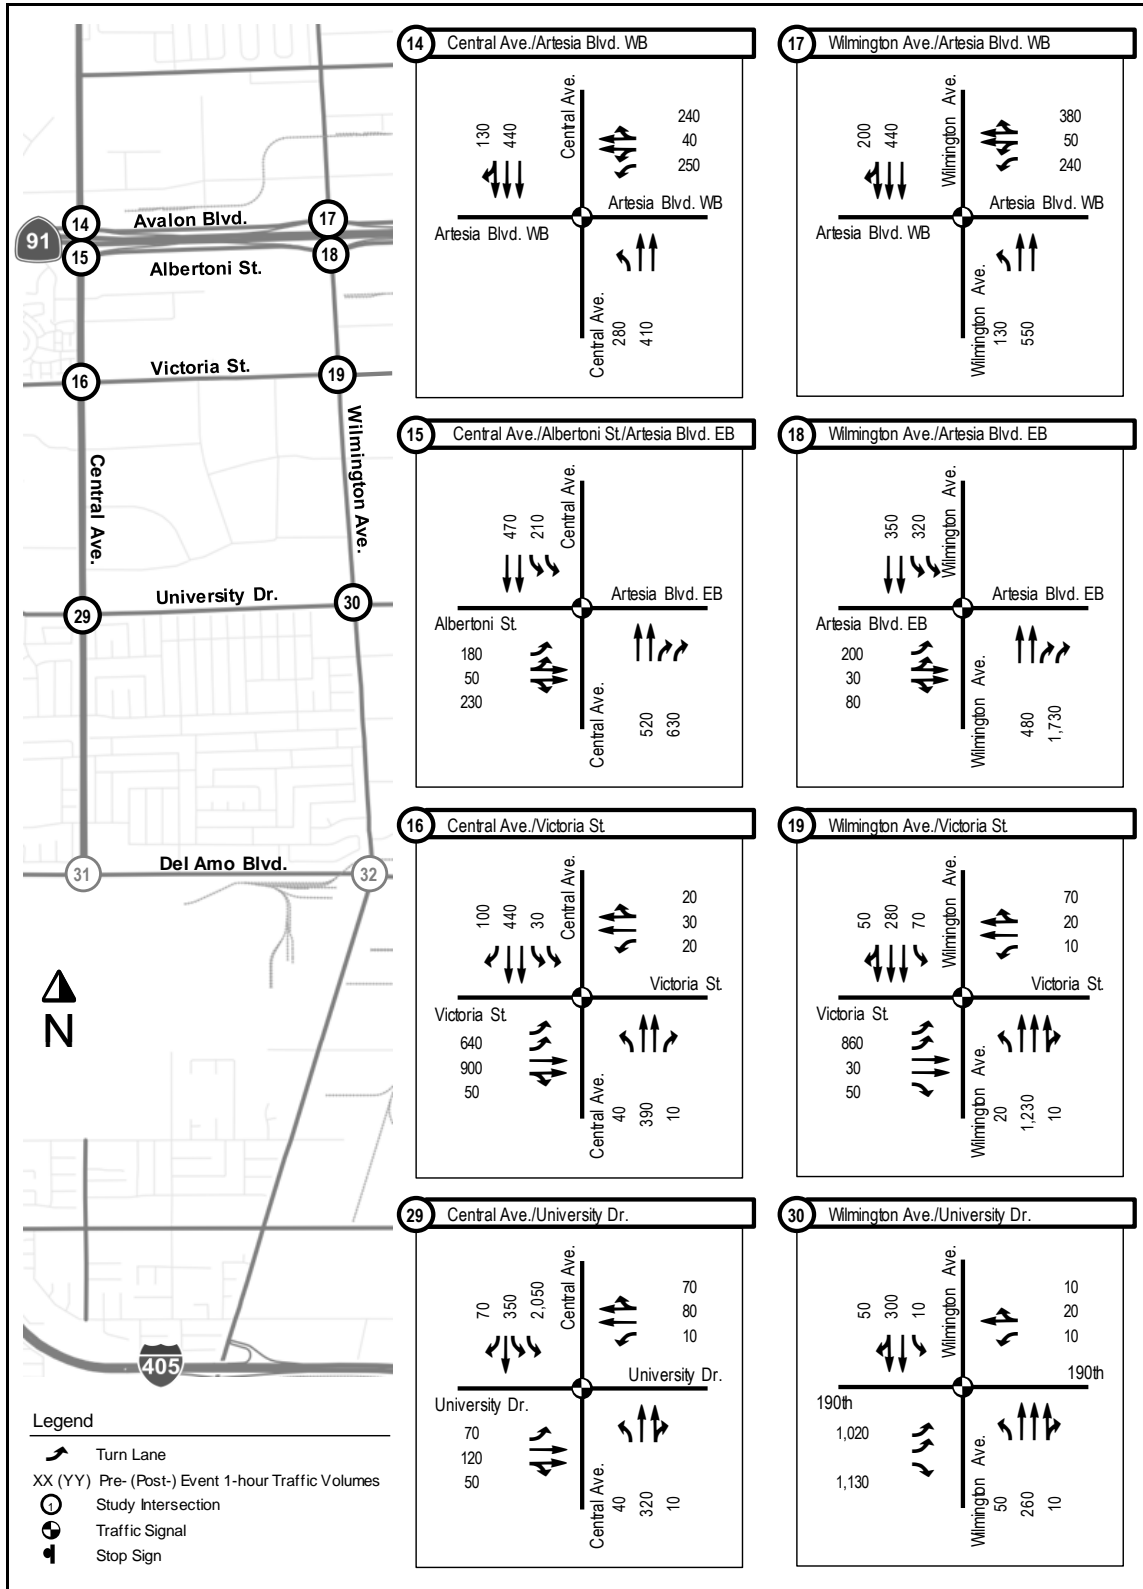 14
17
Avalon Blvd.
91
15
18
Albertoni St.
Victoria St.
16
19
Central Ave.
Wilmington Ave.
University Dr.
29
30
Del Amo Blvd.
31
32
N
405
Legend
Turn Lane
XX (YY) Pre- (Post-) Event 1-hour Traffic Volumes
1 Study Intersection
Traffic Signal
Stop Sign
14 Central Ave./Artesia Blvd. WB
Central Ave.
130 440
240
40
250
Artesia Blvd. WB
Artesia Blvd. WB
Central Ave.
280 410
17 Wilmington Ave./Artesia Blvd. WB
Wilmington Ave.
200 440
380
50
240
Artesia Blvd. WB
Artesia Blvd. WB
Wilmington Ave.
130 550
15 Central Ave./Albertoni St./Artesia Blvd. EB
Central Ave.
470 210
Artesia Blvd. EB
Albertoni St.
180
50
230
Central Ave.
520 630
18 Wilmington Ave./Artesia Blvd. EB
Wilmington Ave.
350 320
Artesia Blvd. EB
Artesia Blvd. EB
200
30
80
Wilmington Ave.
480 1,730
16 Central Ave./Victoria St.
Central Ave.
100 440 30
20
30
20
Victoria St.
Victoria St.
640
900
50
Central Ave.
40 390 10
19 Wilmington Ave./Victoria St.
Wilmington Ave.
50 280 70
70
20
10
Victoria St.
Victoria St.
860
30
50
Wilmington Ave.
20 1,230 10
29 Central Ave./University Dr.
Central Ave.
70 350 2,050
70
80
10
University Dr.
University Dr.
70
120
50
Central Ave.
40 320 10
30 Wilmington Ave./University Dr.
Wilmington Ave.
50 300 10
10
20
10
190th
190th
1,020
1,130
Wilmington Ave.
50 260 10